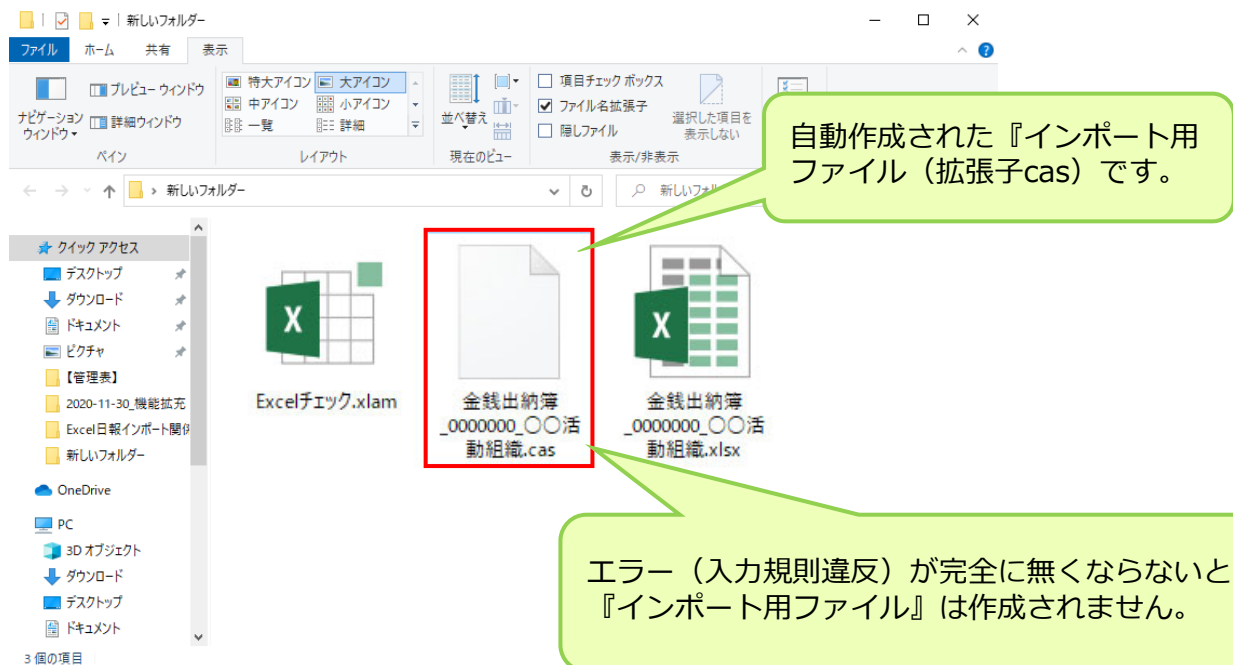 新しいフォルダー
ファイル ホーム 共有 表示
ナビゲーション ウィンドウ
プレビュー ウィンドウ
詳細ウィンドウ
ペイン
特大アイコン 大アイコン
中アイコン 小アイコン
一覧 詳細
レイアウト
並べ替え
現在のビュー
項目チェック ボックス
ファイル名拡張子
隠しファイル
選択した項目を
表示しない
表示/非表示
自動作成された『インポート用
ファイル（拡張子cas）です。
新しいフォルダー
クイック アクセス
デスクトップ
ダウンロード
ドキュメント
ピクチャ
【管理表】
2020-11-30_機能拡充
Excel日報インポート関係
新しいフォルダー
OneDrive
PC
3D オブジェクト
ダウンロード
デスクトップ
ドキュメント
3 個の項目
X
Excelチェック.xlam
金銭出納簿
_0000000_〇〇活
動組織.cas
X
金銭出納簿
_0000000_〇〇活
動組織.xlsx
エラー（入力規則違反）が完全に無くならないと
『インポート用ファイル』は作成されません。